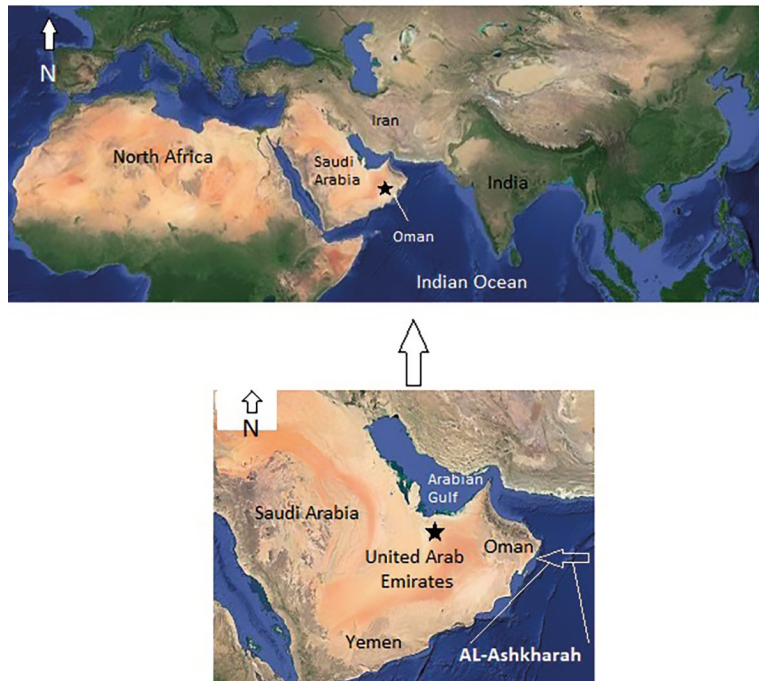 N
North Africa
Saudi
Arabia
Iran
India
Oman
Indian Ocean
N
Arabian
Gulf
Saudi Arabia
United Arab
Emirates
Oman
Yemen
AL-Ashkharah